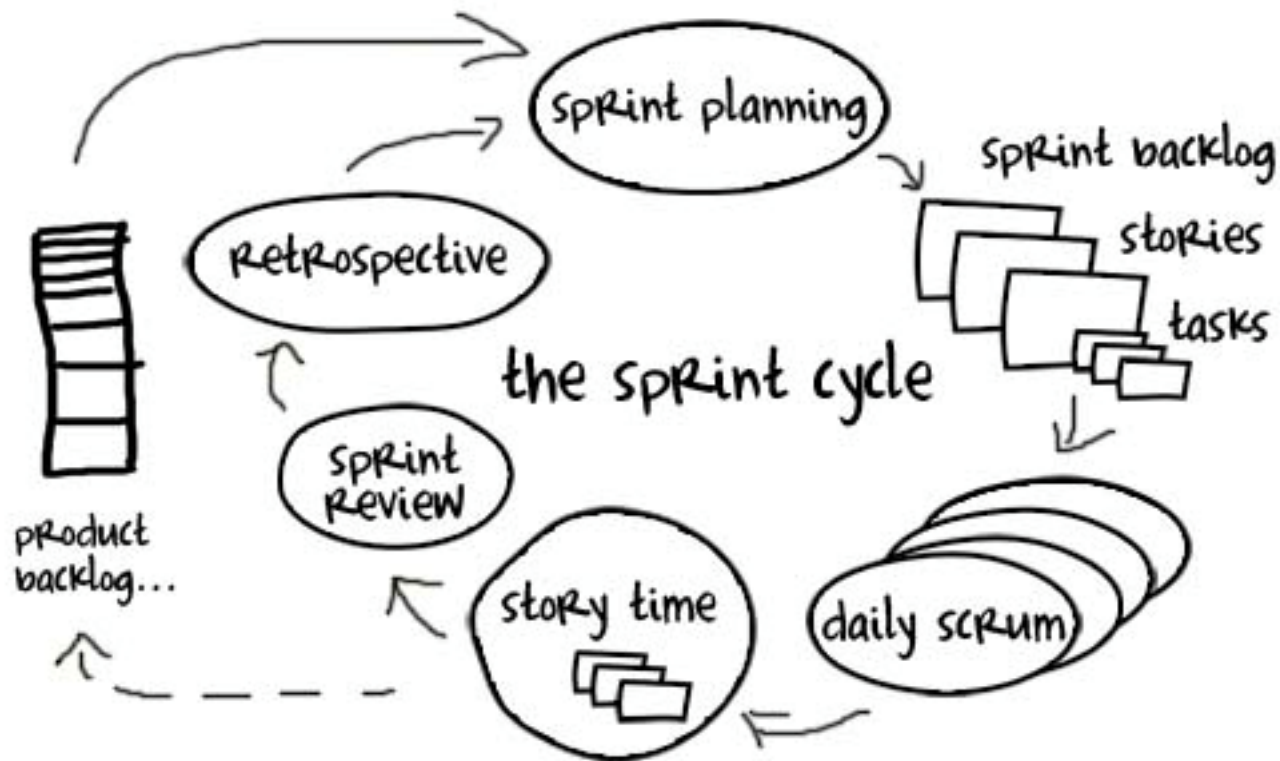 sprint planning
sprint backlog
stories
tasks
retrospective
the sprint cycle
sprint
review
product
backlog...
story time
daily scrum